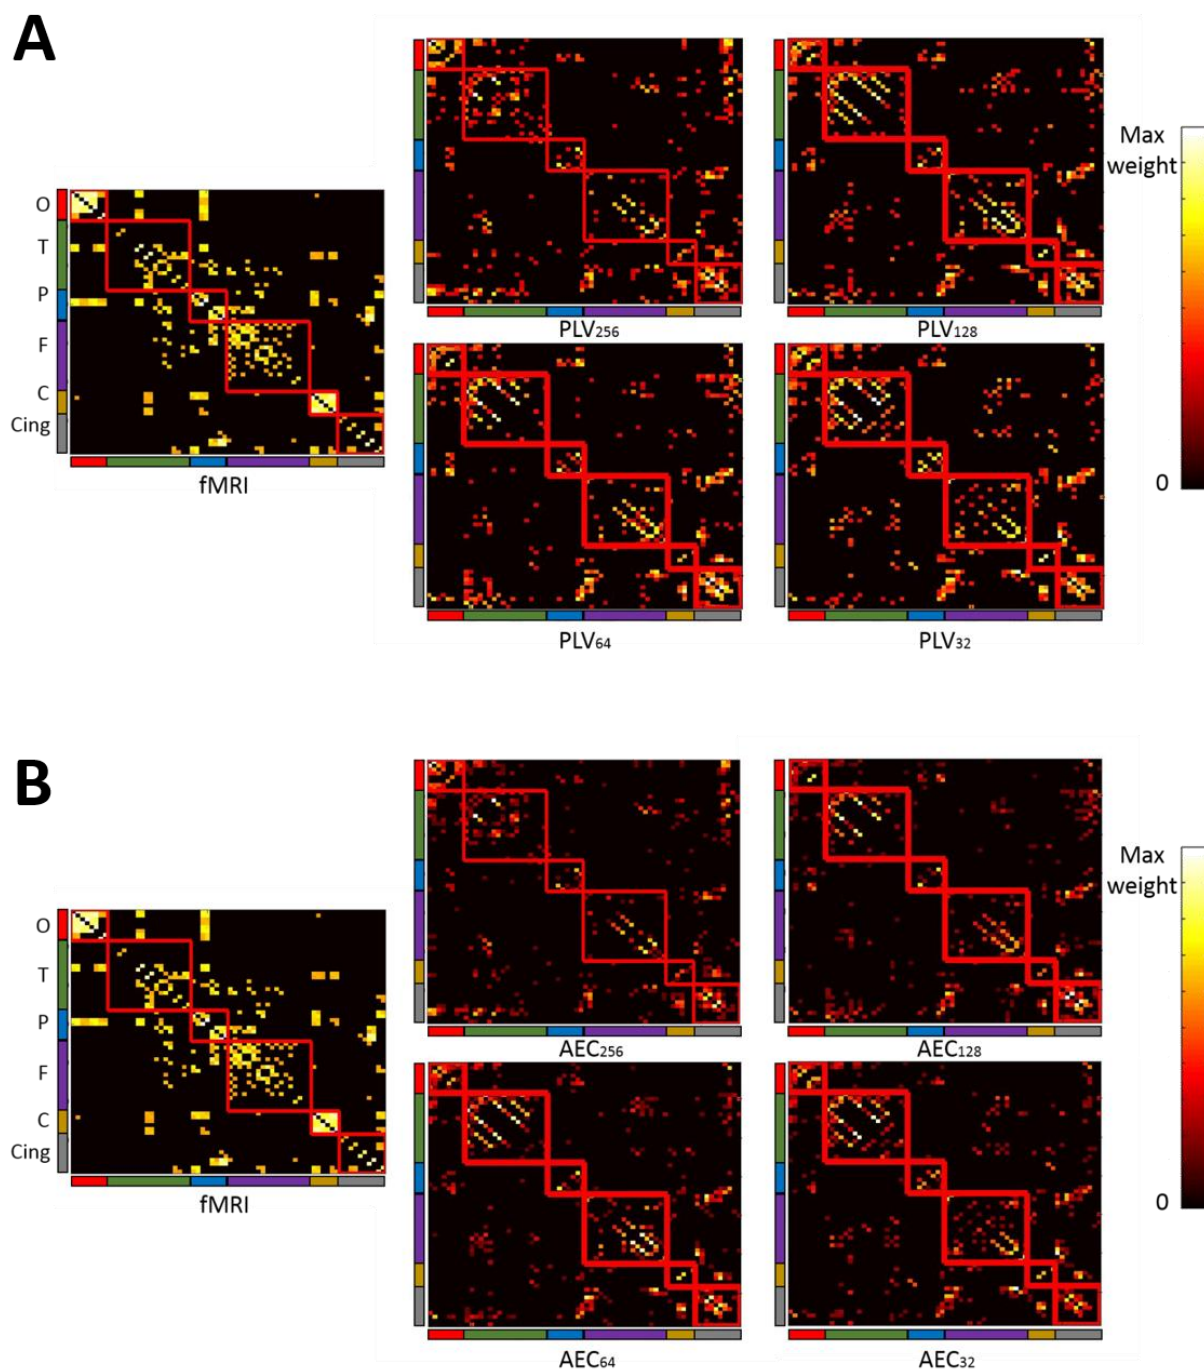 A
Max
weight
O
T
P
F
C
Cing
0
fMRI
PLV256
PLV128
PLV64
PLV32
B
Max
weight
O
T
P
F
C
Cing
0
fMRI
AEC256
AEC128
AEC64
AEC32